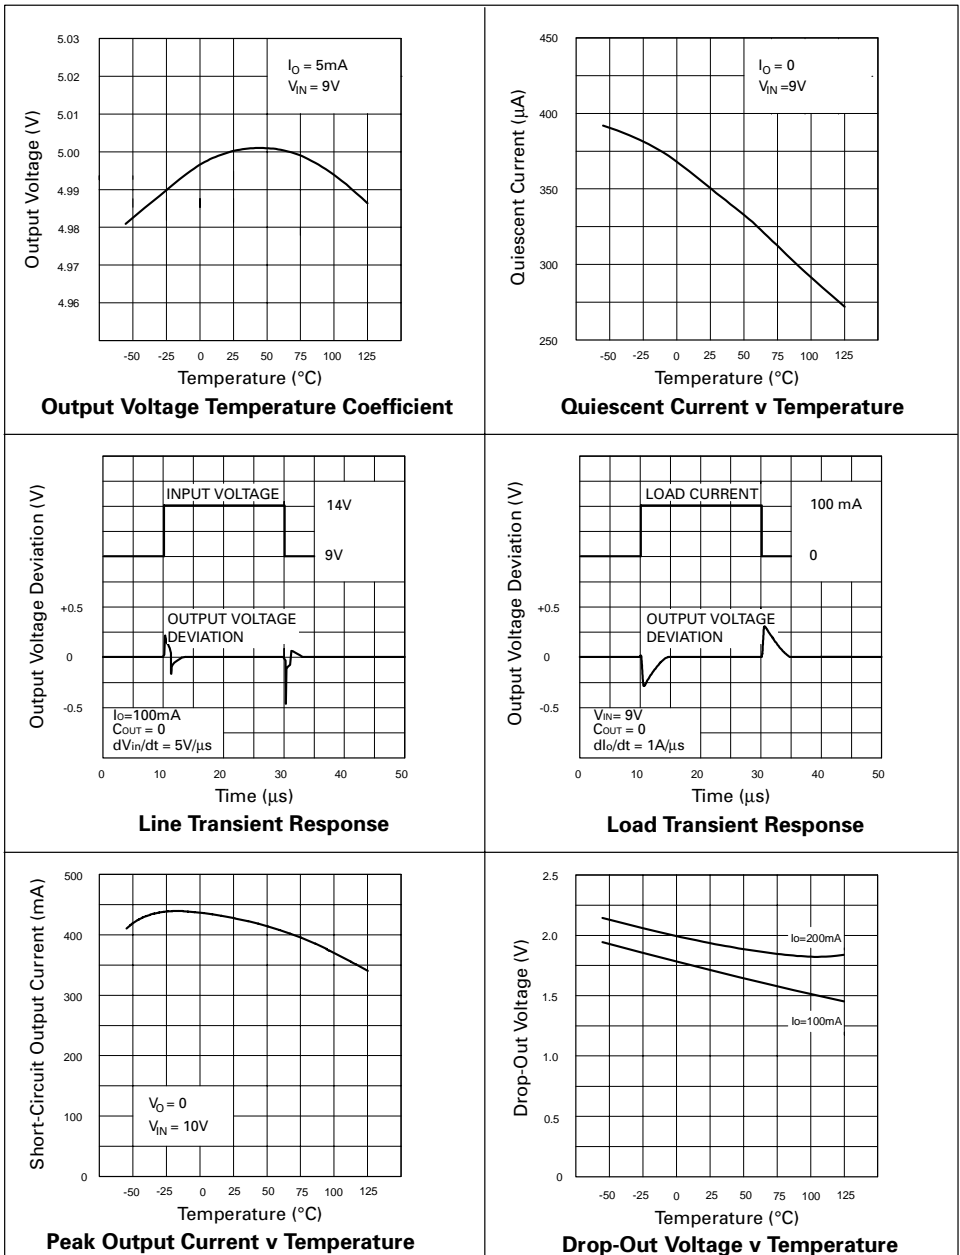 5.03
5.02
5.01
5.00
4.99
4.98
4.97
4.96
Output Voltage (V)
IO = 5mA
VIN = 9V
-50 -25 0 25 50 75 100 125
Temperature (°C)
Output Voltage Temperature Coefficient
450
400
350
300
250
Quiescent Current (µA)
IO = 0
VIN =9V
-50 -25 0 25 50 75 100 125
Temperature (°C)
Quiescent Current v Temperature
Output Voltage Deviation (V)
INPUT VOLTAGE
14V
9V
+0.5
0
-0.5
OUTPUT VOLTAGE
DEVIATION
IO=100mA
COUT = 0
dVin/dt = 5V/µs
0 10 20 30 40 50
Time (µs)
Line Transient Response
Output Voltage Deviation (V)
LOAD CURRENT
100 mA
0
+0.5
0
-0.5
OUTPUT VOLTAGE
DEVIATION
VIN= 9V
COUT = 0
dIo/dt = 1A/µs
0 10 20 30 40 50
Time (µs)
Load Transient Response
500
400
300
200
100
0
Short-Circuit Output Current (mA)
VO = 0
VIN = 10V
-50 -25 0 25 50 75 100 125
Temperature (°C)
Peak Output Current v Temperature
2.5
2.0
1.5
1.0
0.5
0
Drop-Out Voltage (V)
Io=200mA
Io=100mA
-50 -25 0 25 50 75 100 125
Temperature (°C)
Drop-Out Voltage v Temperature